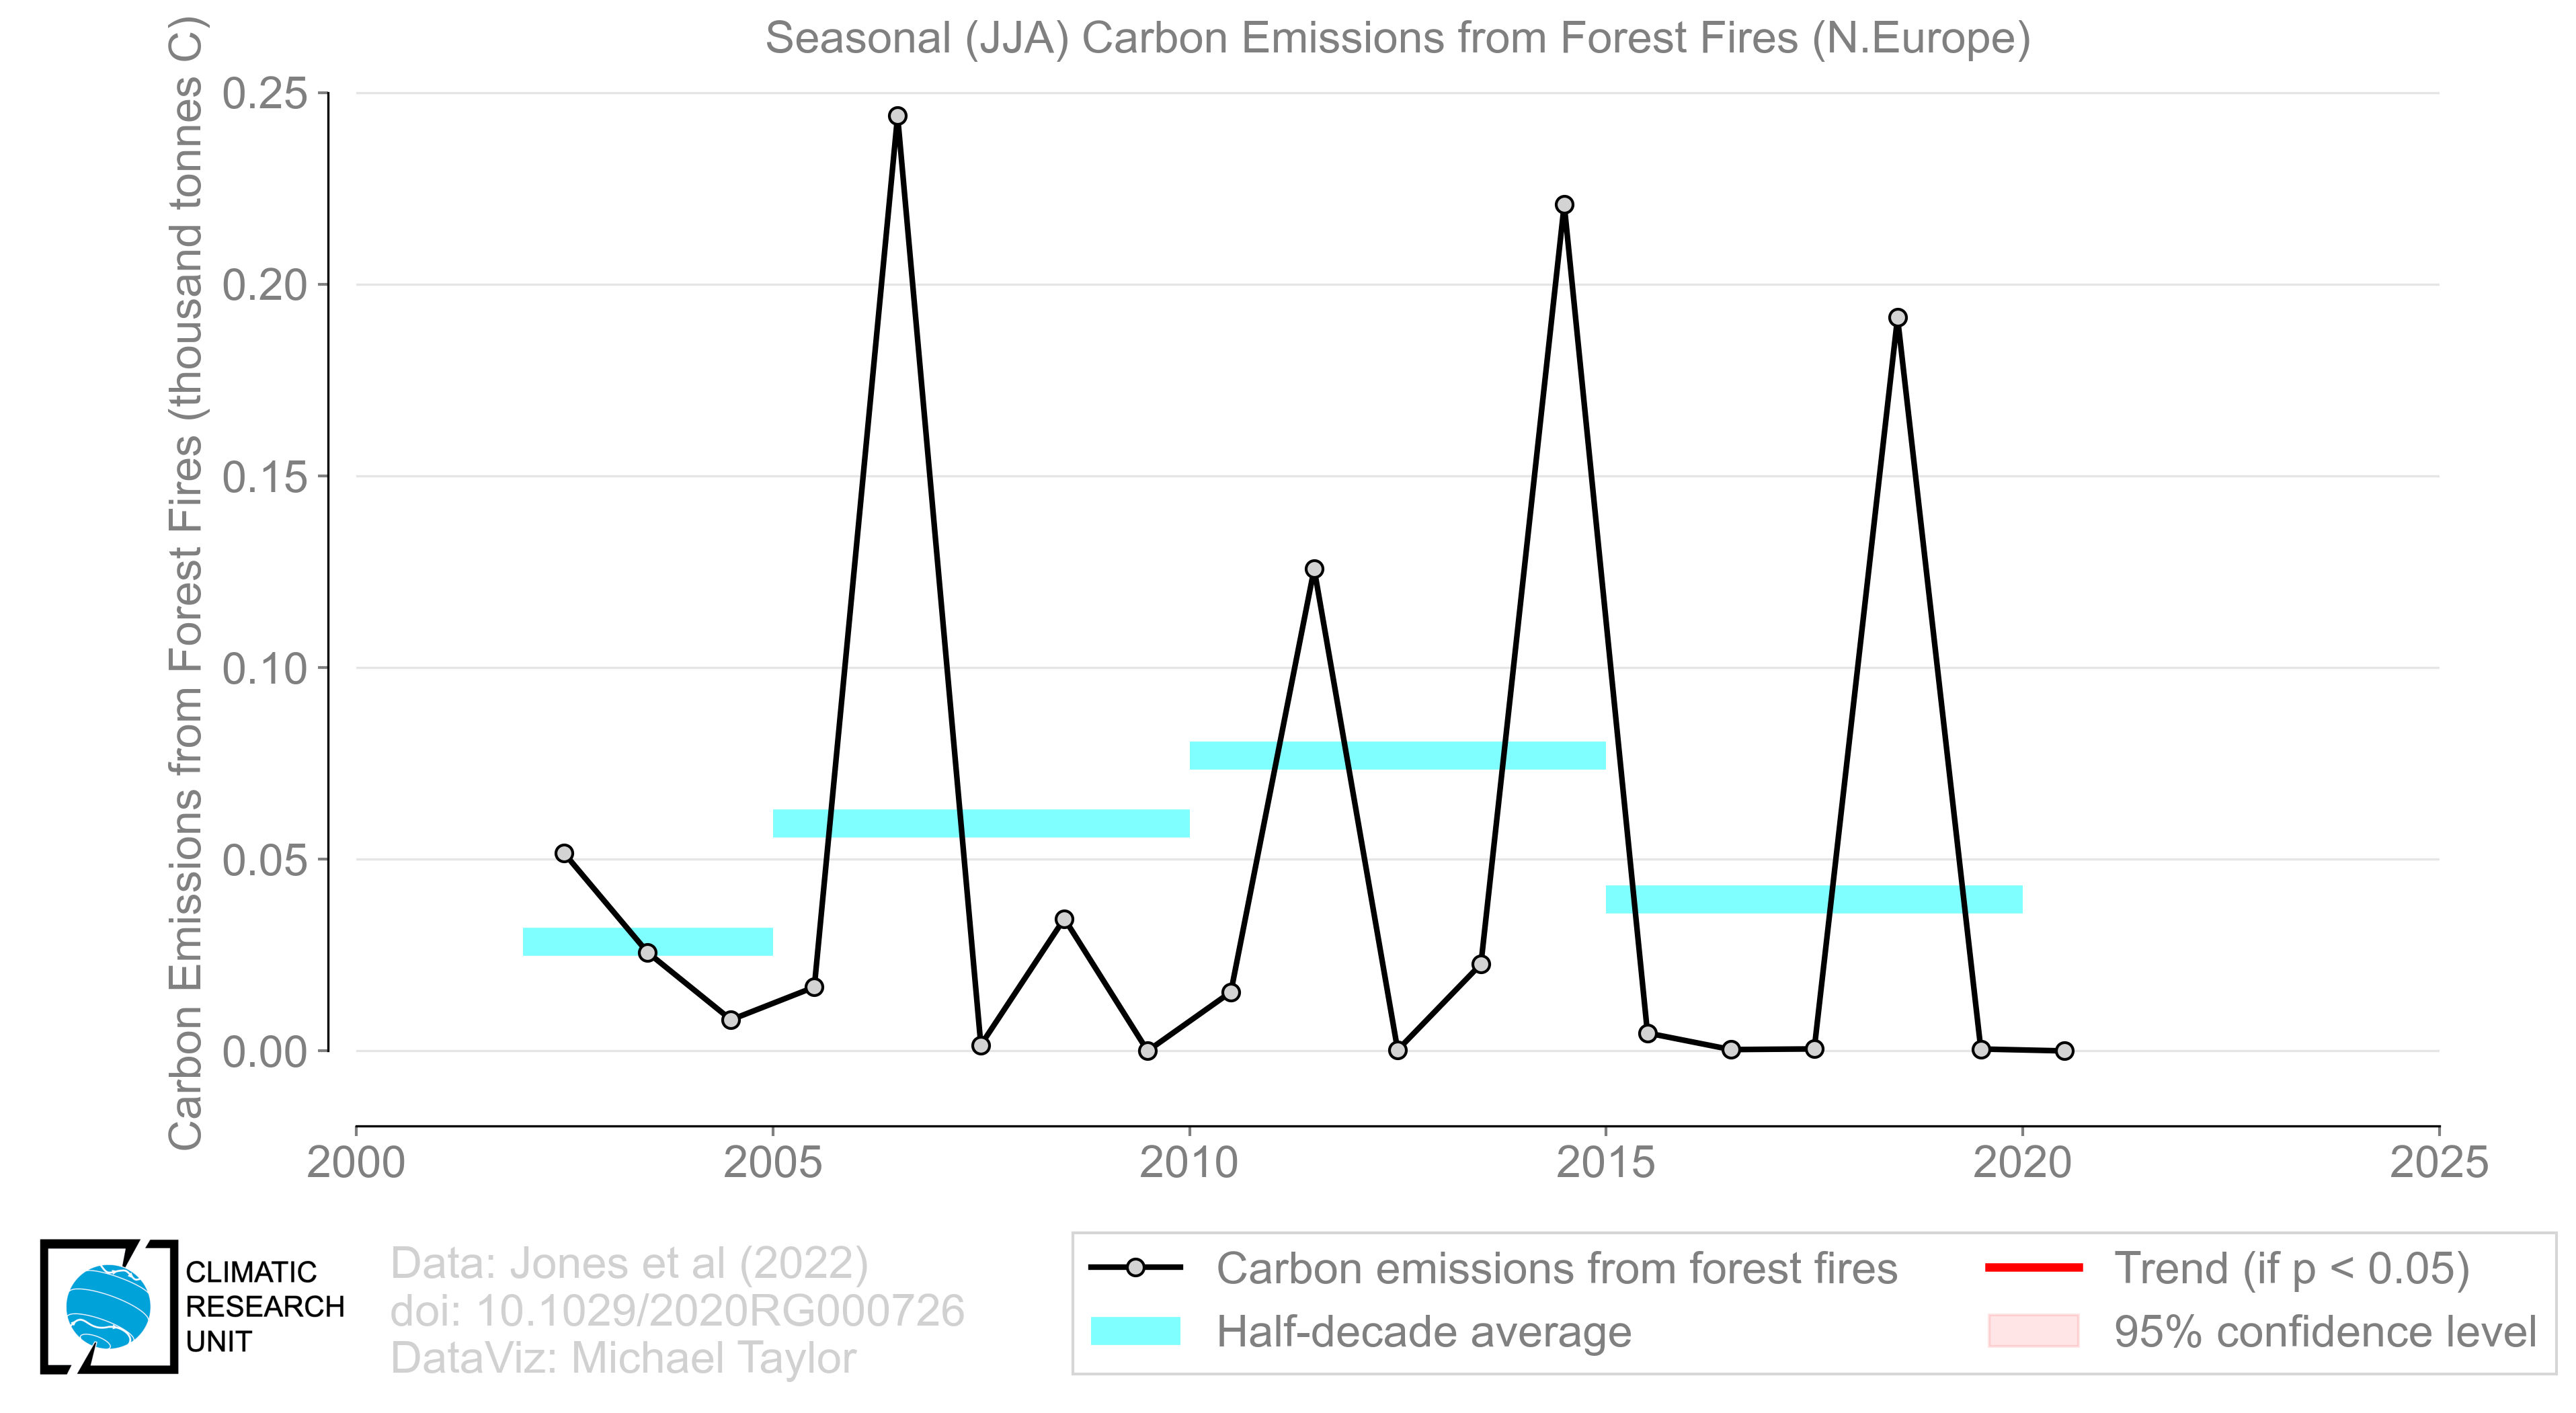 Seasonal (JJA) Carbon Emissions from Forest Fires (N.Europe)
Carbon Emissions from Forest Fires (thousand tonnes C)
0.25
0.20
0.15
0.10
0.05
0.00
2000 2005 2010 2015 2020 2025
CLIMATIC
RESEARCH
UNIT
Data: Jones et al (2022)
doi: 10.1029/2020RG000726
DataViz: Michael Taylor
Carbon emissions from forest fires
Half-decade average
Trend (if p < 0.05)
95% confidence level